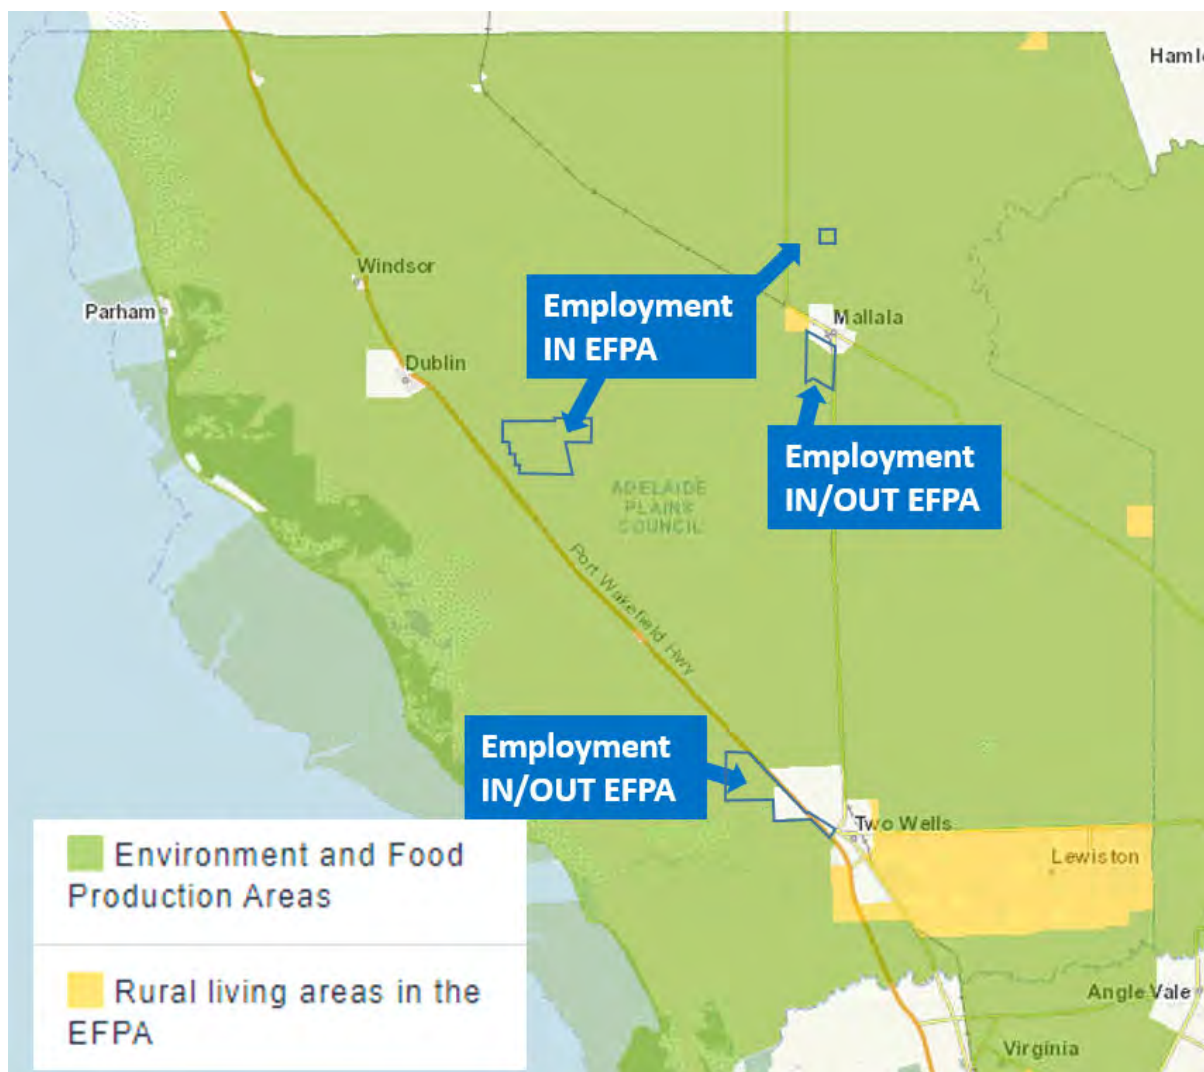 Haml
Windsor
Parham
Employment
IN EFPA
Mallala
Dublin
Employment
IN/OUT EFPA
ADELAIDE
PLAINS
COUNCIL
Port Wakefield Hwy
Employment
IN/OUT EFPA
Two Wells
Lewiston
Environment and Food
Production Areas
Rural living areas in the
EFPA
Angle Vale
Virginia